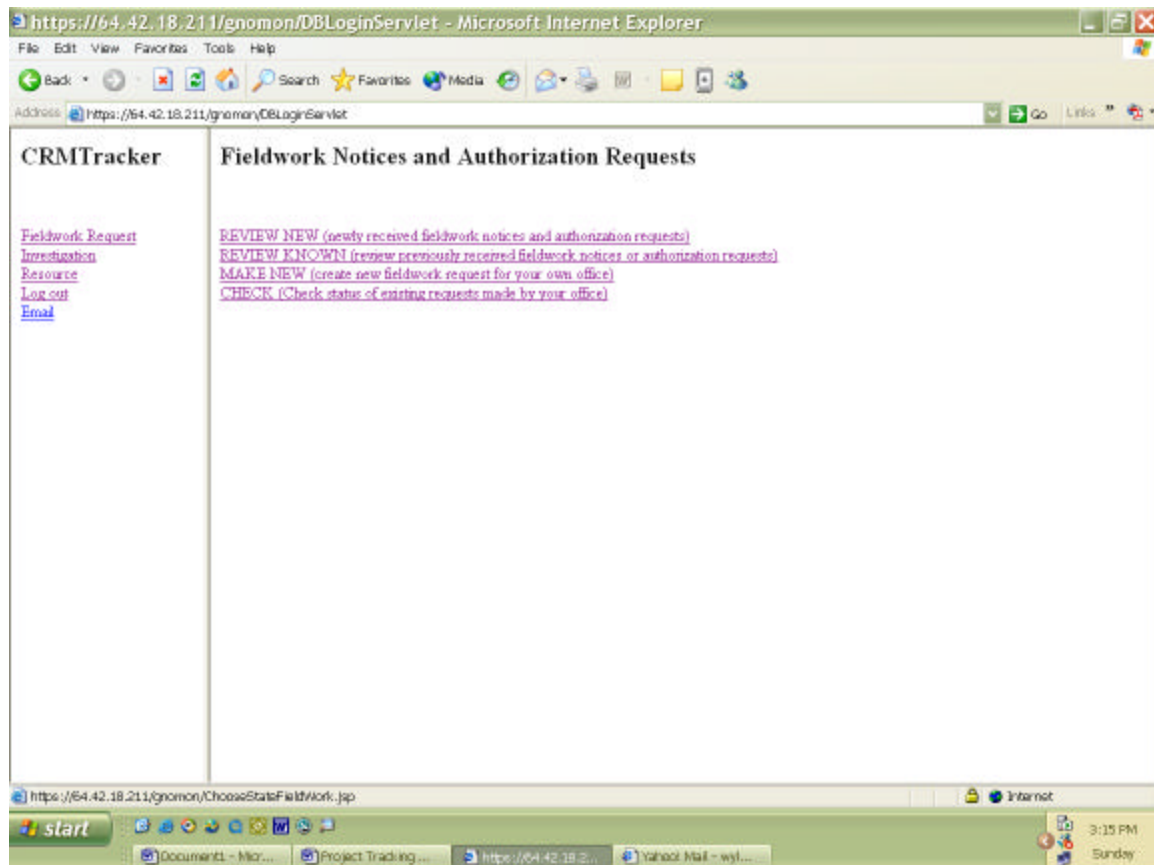 https://64.42.18.211/gnomon/DBLoginServlet - Microsoft Internet Explorer
File Edit View Favorites Tools Help
Back Search Favorites Media
Address https://64.42.18.211/gnomon/DBLoginServlet Go Links »
CRMTracker
Fieldwork Request
Investigation
Resource
Log out
Email
Fieldwork Notices and Authorization Requests
REVIEW NEW (newly received fieldwork notices and authorization requests)
REVIEW KNOWN (review previously received fieldwork notices or authorization requests)
MAKE NEW (create new fieldwork request for your own office)
CHECK (Check status of existing requests made by your office)
https://64.42.18.211/gnomon/ChooseStateFieldWork.jsp Internet
start 3:15 PM
Document1 - Micr... Project Tracking ... https://64.42.18.2... Yahoo! Mail - wyl... Sunday